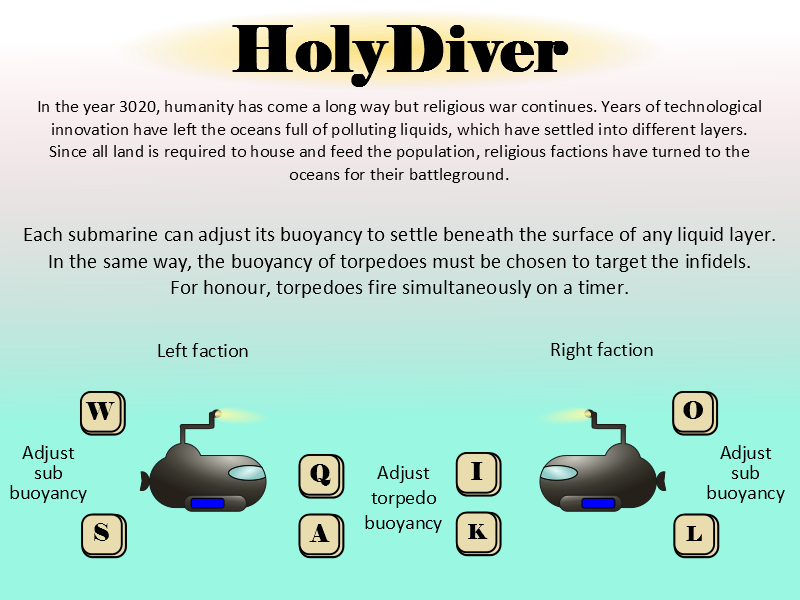 HolyDiver
In the year 3020, humanity has come a long way but religious war continues. Years of technological
innovation have left the oceans full of polluting liquids, which have settled into different layers.
Since all land is required to house and feed the population, religious factions have turned to the
oceans for their battleground.
Each submarine can adjust its buoyancy to settle beneath the surface of any liquid layer.
In the same way, the buoyancy of torpedoes must be chosen to target the infidels.
For honour, torpedoes fire simultaneously on a timer.
Left faction
Right faction
W
Adjust
sub
buoyancy
S
Q
A
Adjust
torpedo
buoyancy
I
K
O
Adjust
sub
buoyancy
L